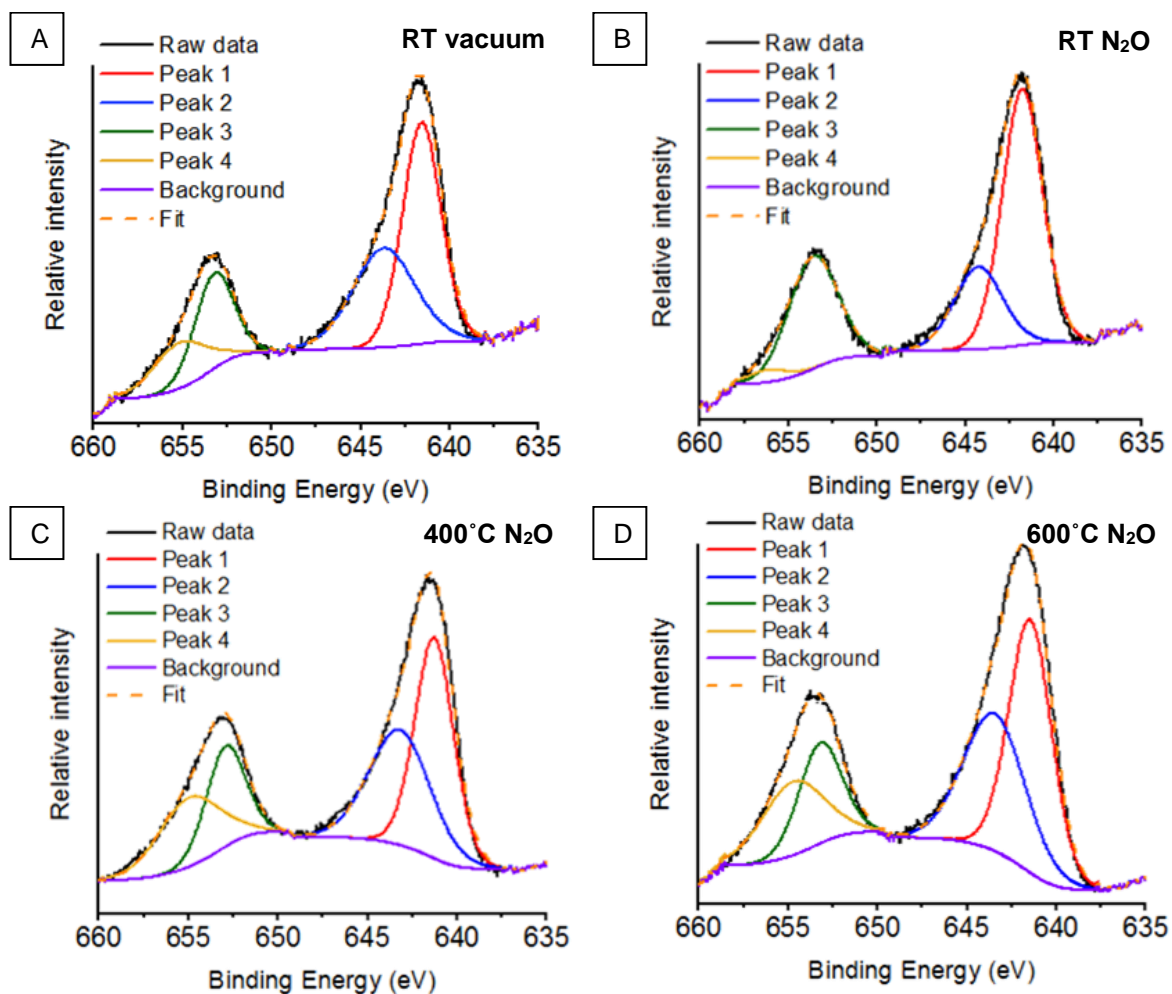 A
RT vacuum
Raw data
Peak 1
Peak 2
Peak 3
Peak 4
Background
Fit
Relative intensity
660 655 650 645 640 635
Binding Energy (eV)
B
RT N₂O
Raw data
Peak 1
Peak 2
Peak 3
Peak 4
Background
Fit
Relative intensity
660 655 650 645 640 635
Binding Energy (eV)
C
400°C N₂O
Raw data
Peak 1
Peak 2
Peak 3
Peak 4
Background
Fit
Relative intensity
660 655 650 645 640 635
Binding Energy (eV)
D
600°C N₂O
Raw data
Peak 1
Peak 2
Peak 3
Peak 4
Background
Fit
Relative intensity
660 655 650 645 640 635
Binding Energy (eV)